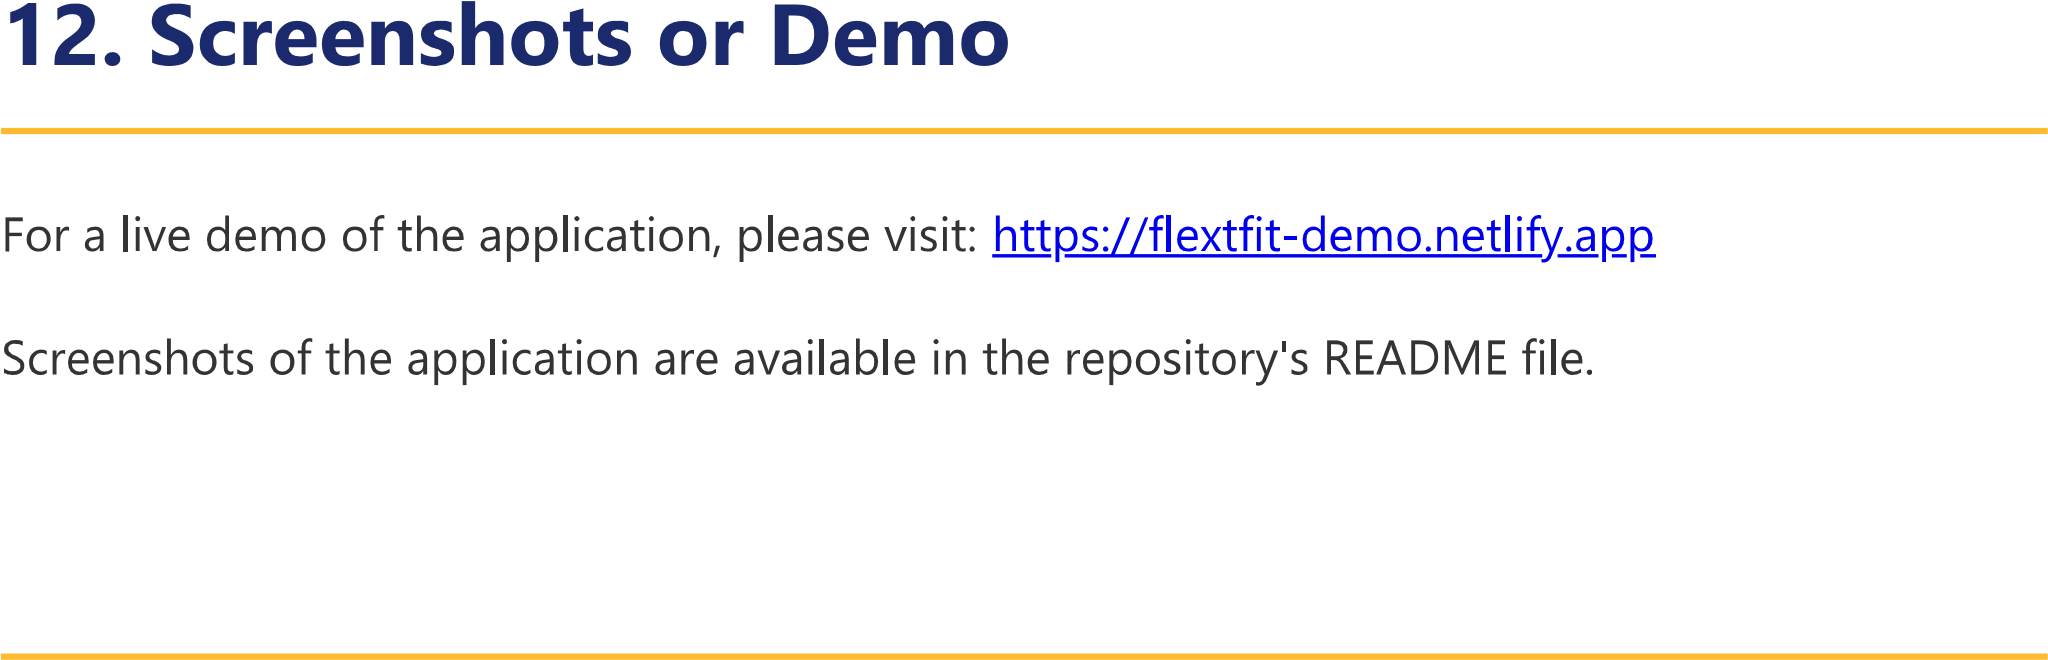 12. Screenshots or Demo
For a live demo of the application, please visit: https://flextfit-demo.netlify.app
Screenshots of the application are available in the repository's README file.